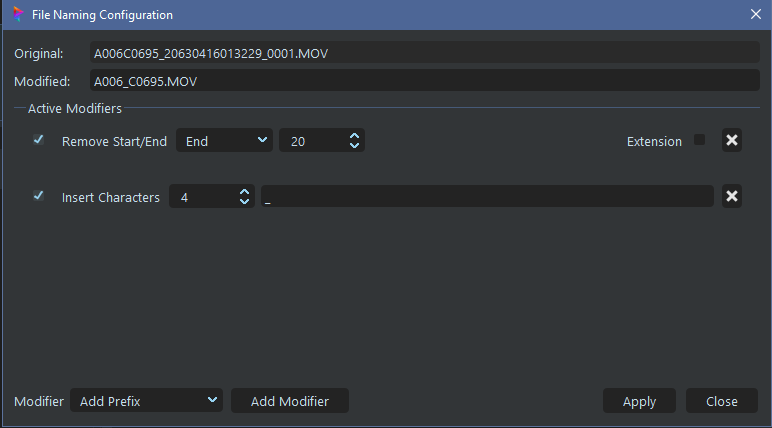 File Naming Configuration
Original: A006C0695_20630416013229_0001.MOV
Modified: A006_C0695.MOV
Active Modifiers
Remove Start/End End 20 Extension
Insert Characters 4 _
Modifier Add Prefix Add Modifier Apply Close